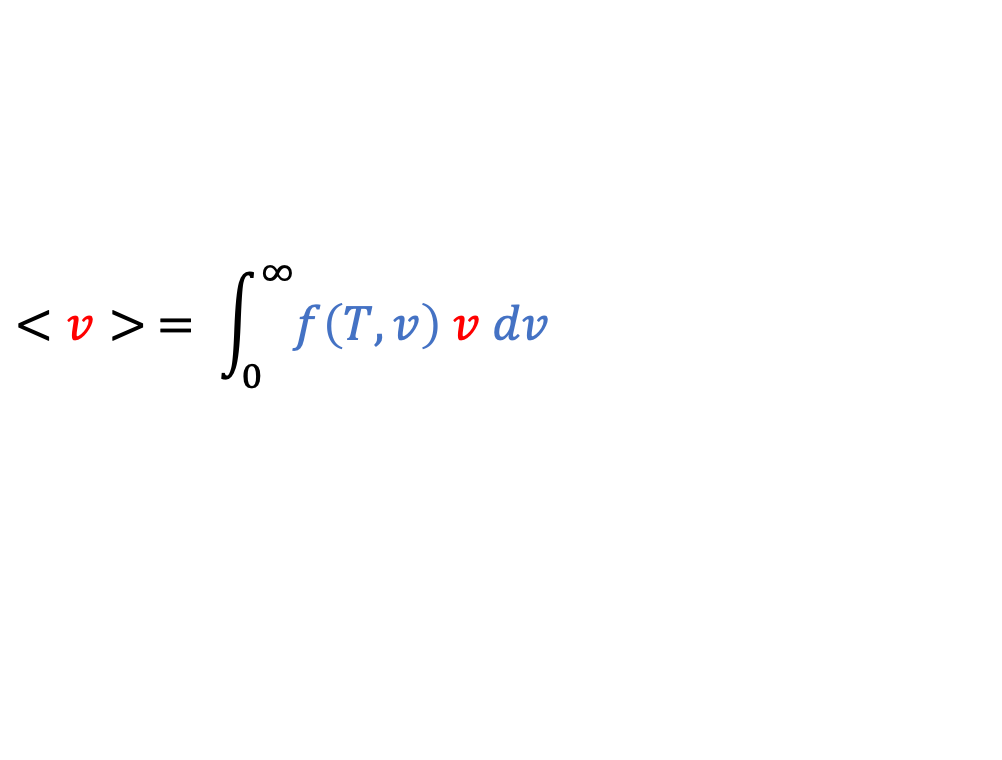 < v > = ∫₀^∞ f(T, v) v dv